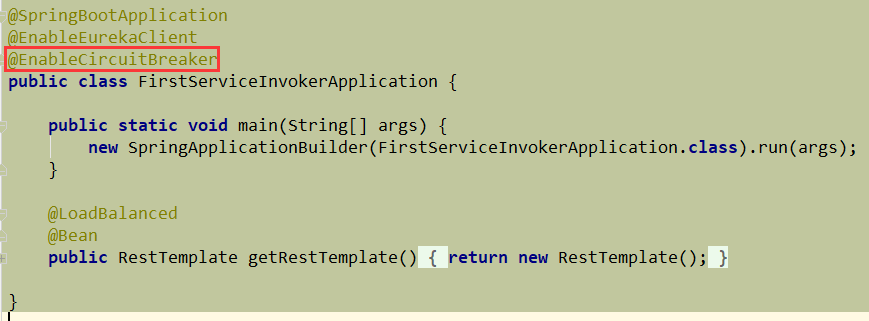 @SpringBootApplication
@EnableEurekaClient
@EnableCircuitBreaker
public class FirstServiceInvokerApplication {
public static void main(String[] args) {
new SpringApplicationBuilder(FirstServiceInvokerApplication.class).run(args);
}
@LoadBalanced
@Bean
public RestTemplate getRestTemplate() { return new RestTemplate(); }
}